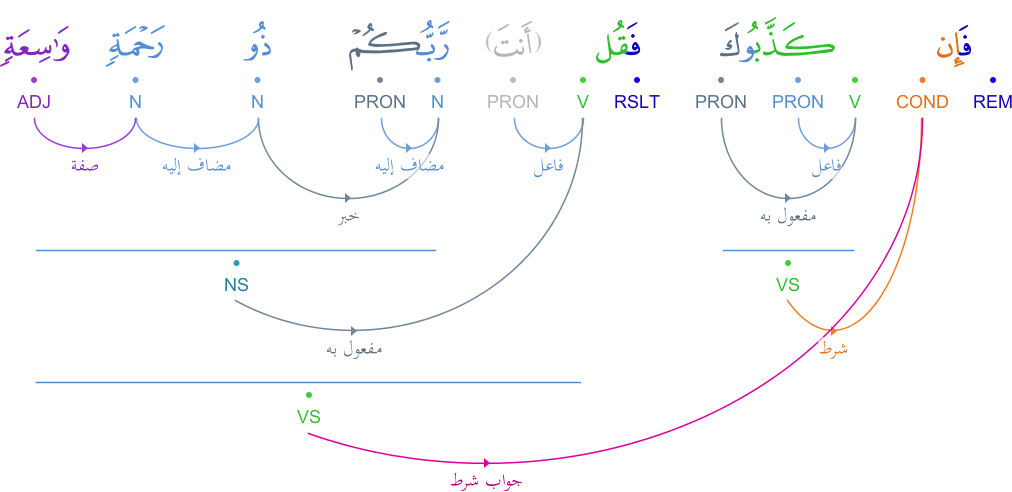 فَإِن كَذَّبُوكَ فَقُل (أَنتَ) رَّبُّكُمْ ذُو رَحْمَةٍ وَٰسِعَةٍ
REM COND V PRON PRON RSLT V PRON N PRON N N ADJ
فاعل فاعل مضاف إليه مضاف إليه صفة
مفعول به خبر
VS NS
شرط مفعول به
VS
جواب شرط